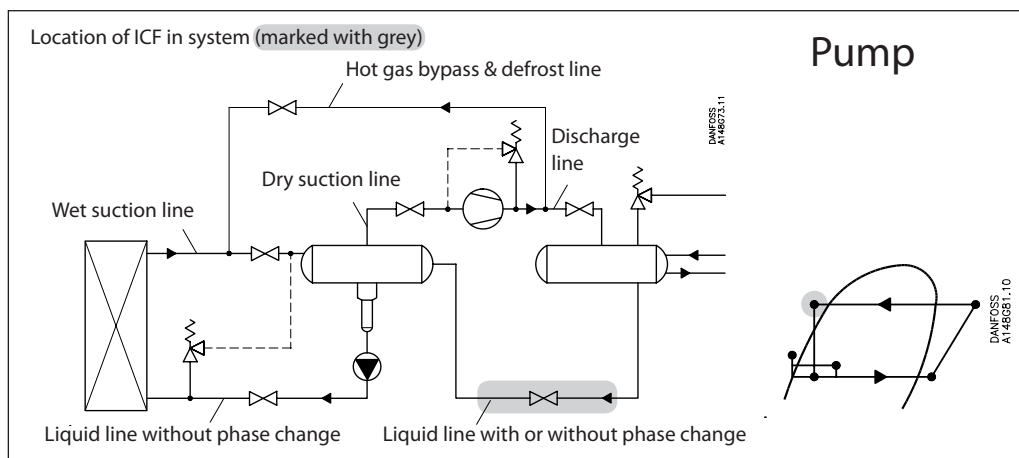 Location of ICF in system (marked with grey)
Pump
Hot gas bypass & defrost line
DANFOSS
A148G73.11
Discharge
line
Dry suction line
Wet suction line
DANFOSS
A148G81.10
Liquid line without phase change
Liquid line with or without phase change